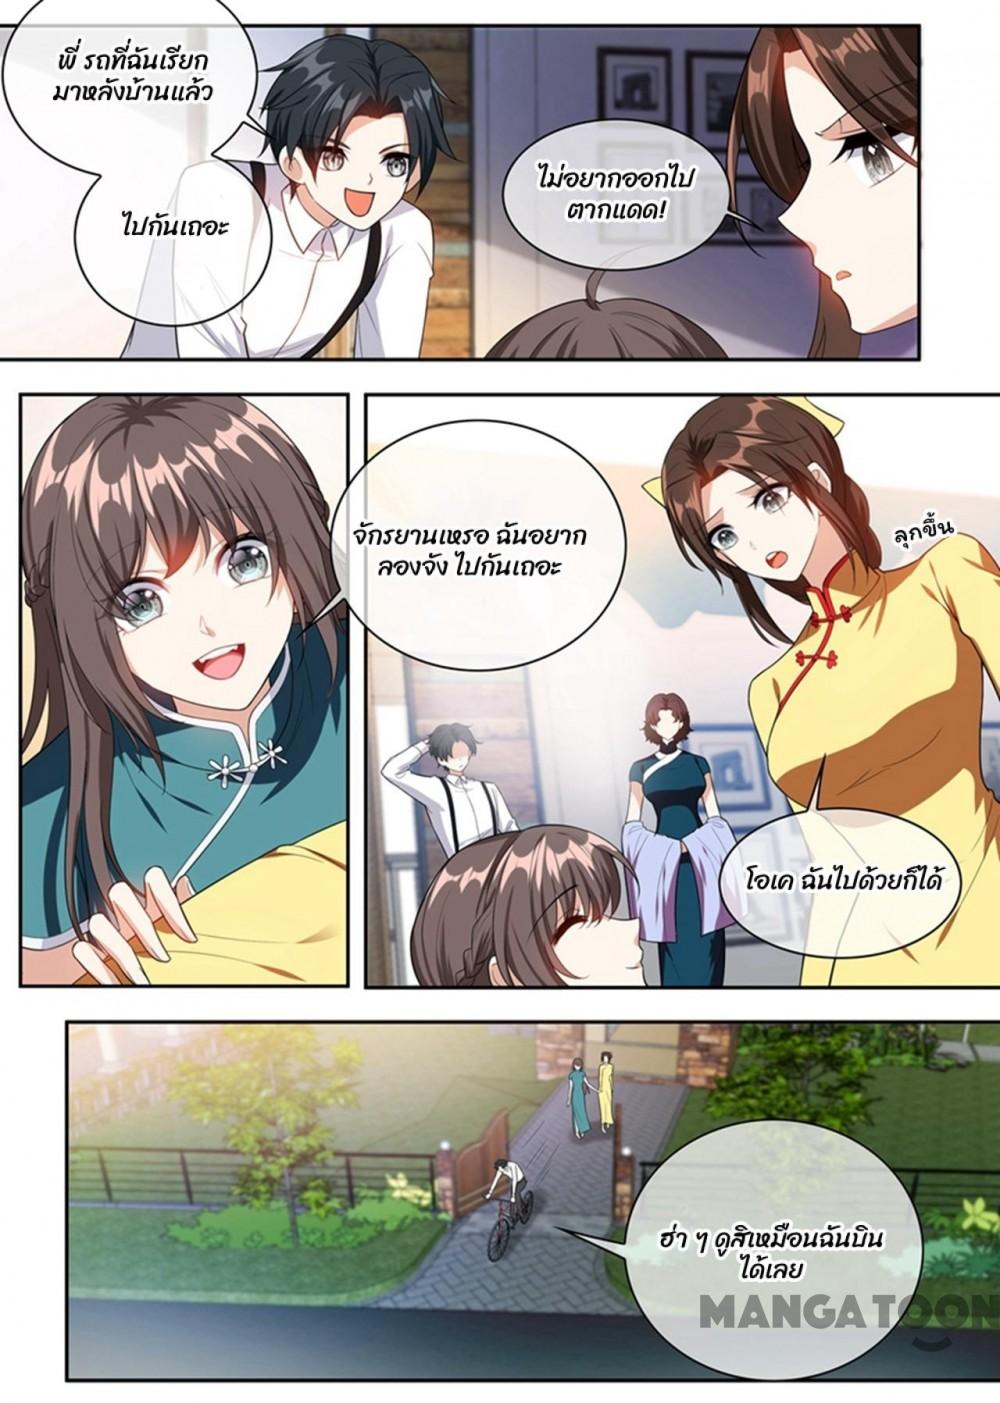 พี่ รถที่ฉันเรียก
มาหลังบ้านแล้ว
ไปกันเถอะ
ไม่อยากออกไป
ตากแดด!
จักรยานเหรอ ฉันอยาก
ลองจัง ไปกันเถอะ
ลุกขึ้น
โอเค ฉันไปด้วยก็ได้
ฮ่า ๆ ดูสิเหมือนฉันบิน
ได้เลย
MANGATOON